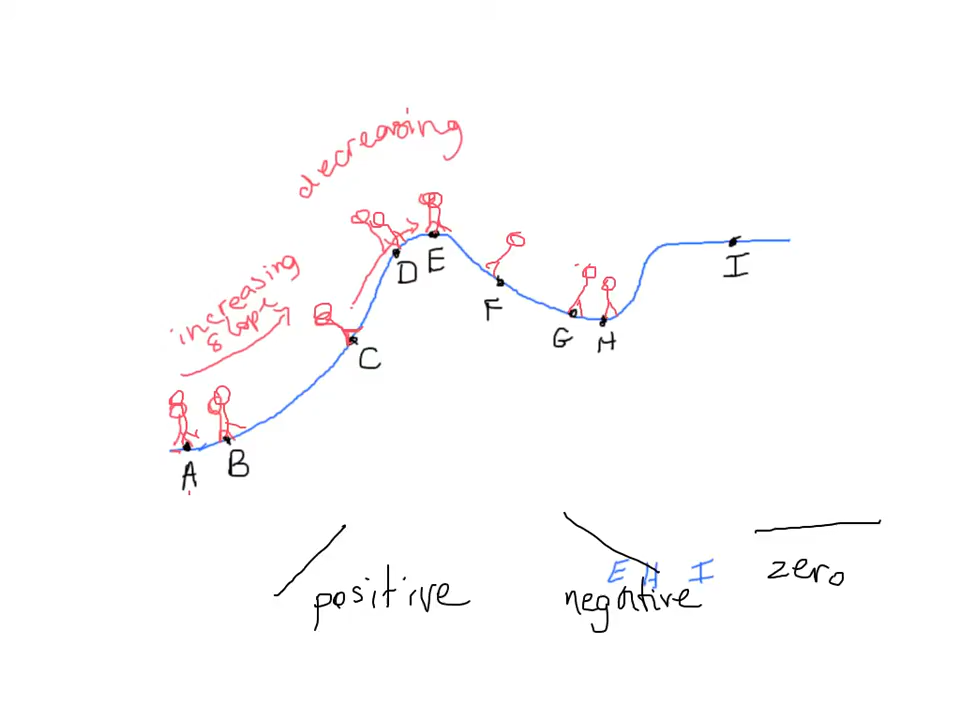 decreasing
increasing
slope
E
D
I
F
C
G H
B
A
E H I
zero
positive
negative